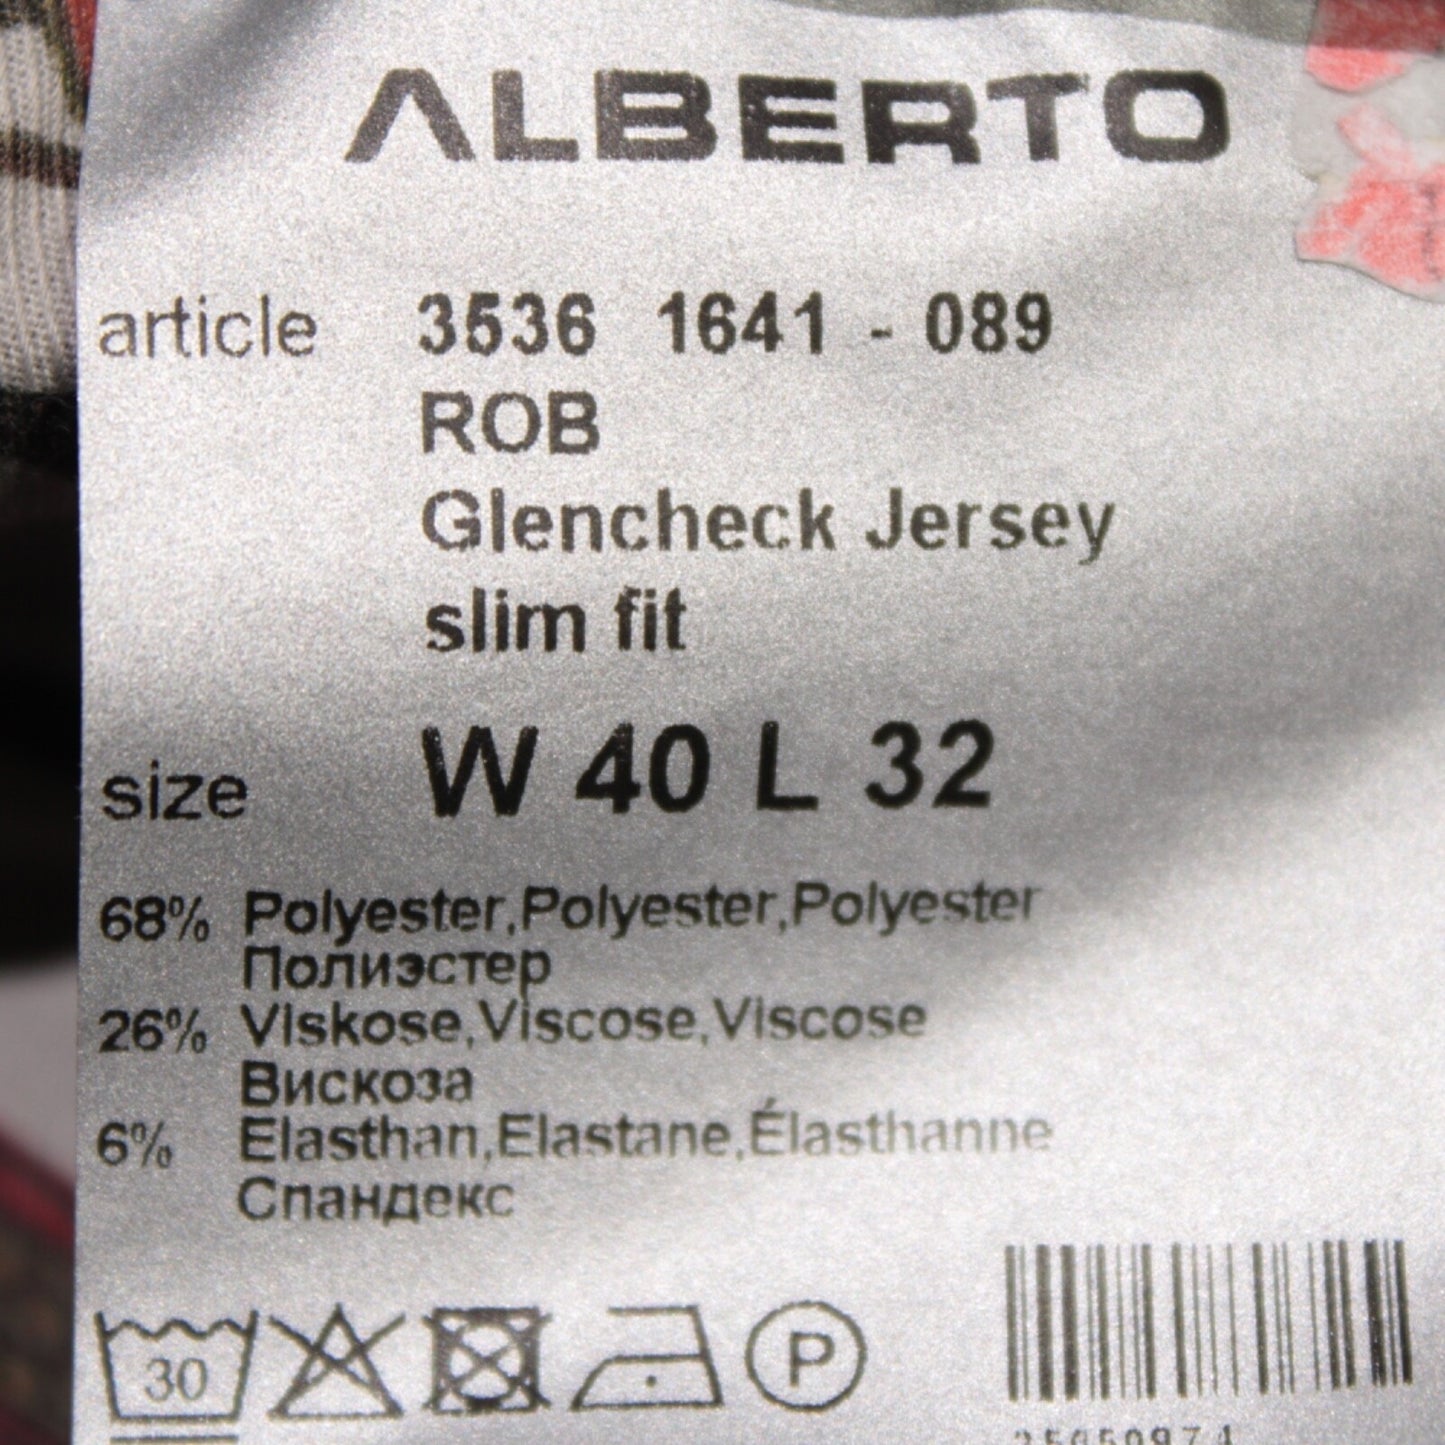 ALBERTO
article 3536 1641 - 089
ROB
Glencheck Jersey
slim fit
size W 40 L 32
68% Polyester,Polyester,Polyester
Полиэстер
26% Viskose,Viscose,Viscose
Вискоза
6% Elasthan,Elastane,Élasthanne
Спандекс
30 P